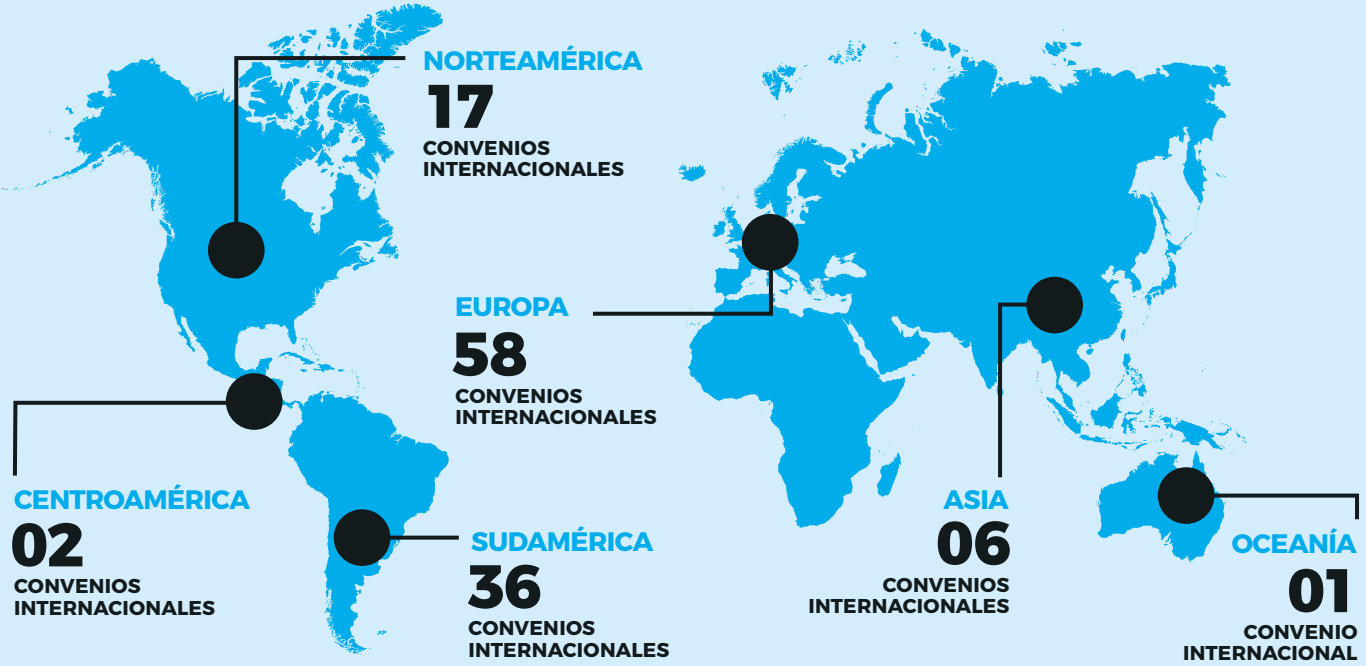 NORTEAMÉRICA
17
CONVENIOS
INTERNACIONALES
EUROPA
58
CONVENIOS
INTERNACIONALES
CENTROAMÉRICA
02
CONVENIOS
INTERNACIONALES
SUDAMÉRICA
36
CONVENIOS
INTERNACIONALES
ASIA
06
CONVENIOS
INTERNACIONALES
OCEANÍA
01
CONVENIO
INTERNACIONAL